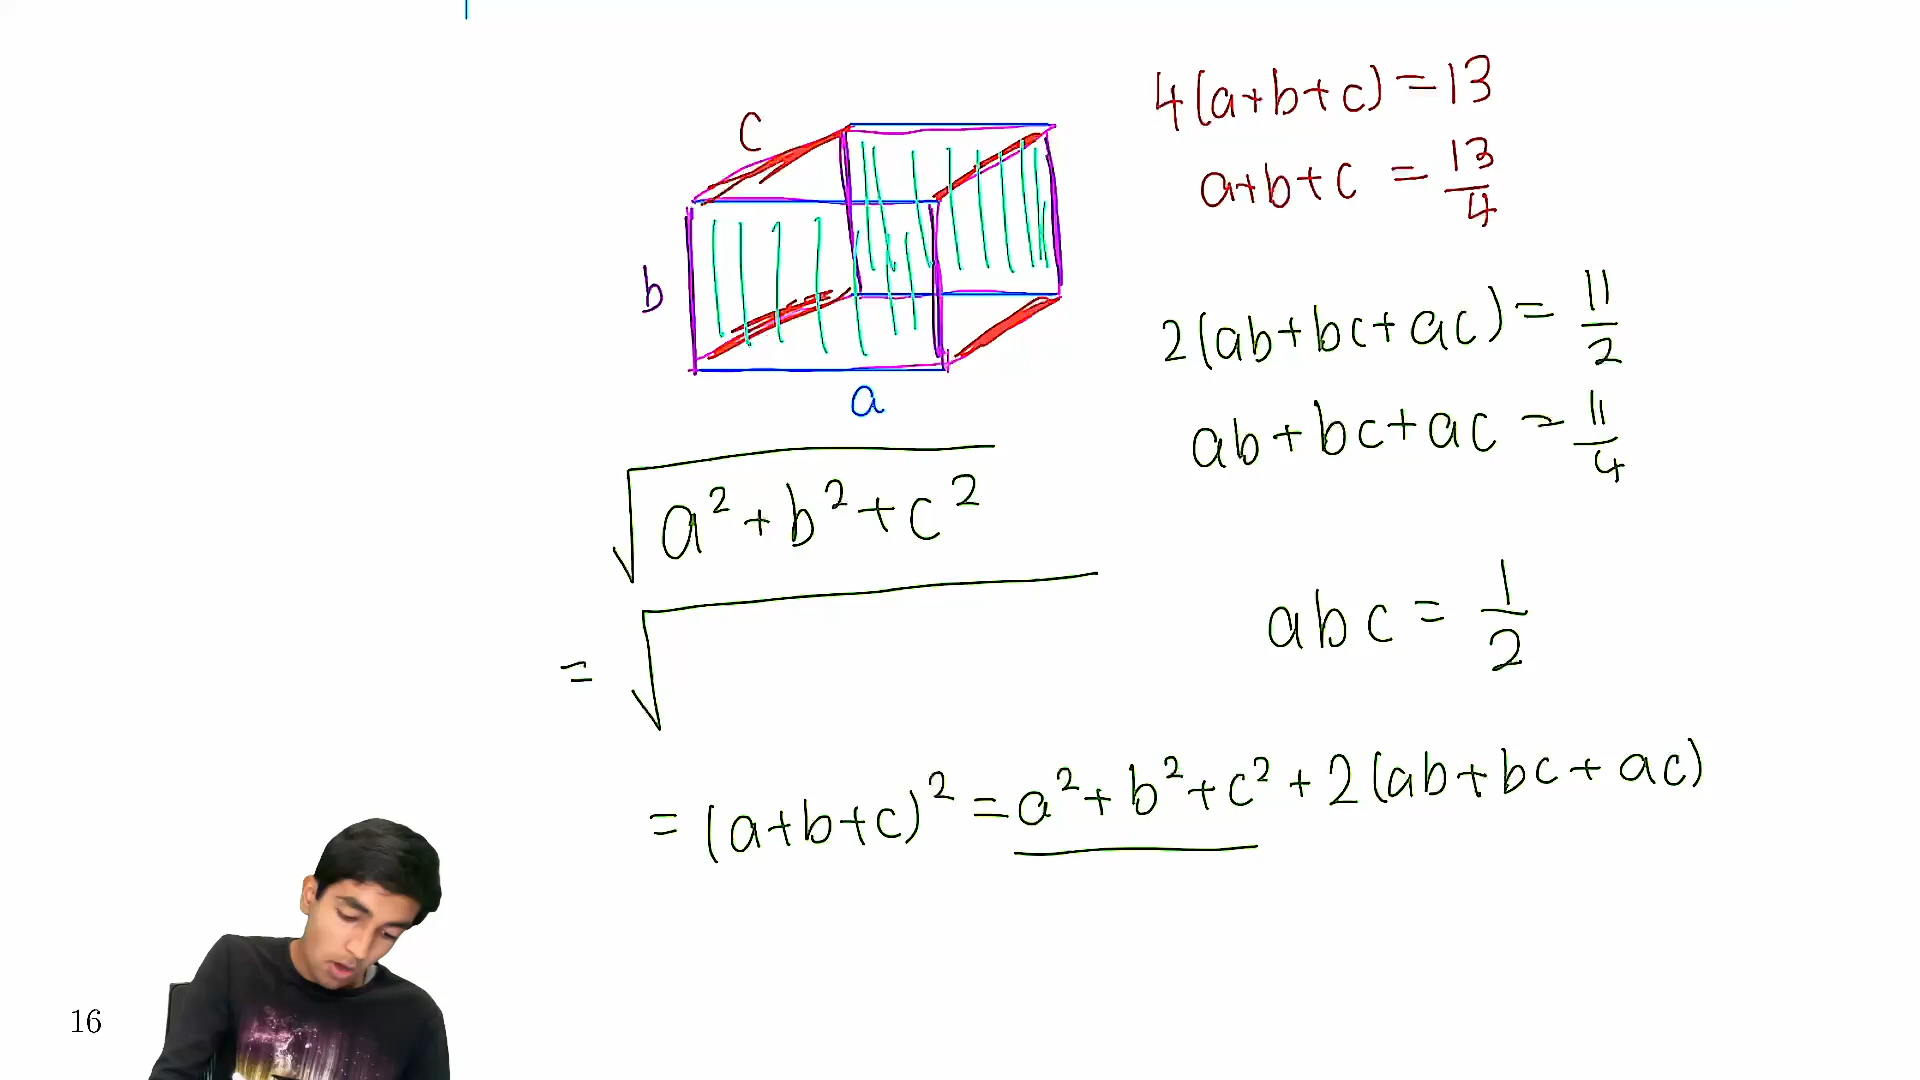 c
b
a
4(a+b+c)=13
a+b+c = 13/4
2(ab+bc+ac) = 11/2
ab+bc+ac = 11/4
√(a²+b²+c²)
= √
abc = 1/2
= (a+b+c)² = a²+b²+c²+2(ab+bc+ac)
16